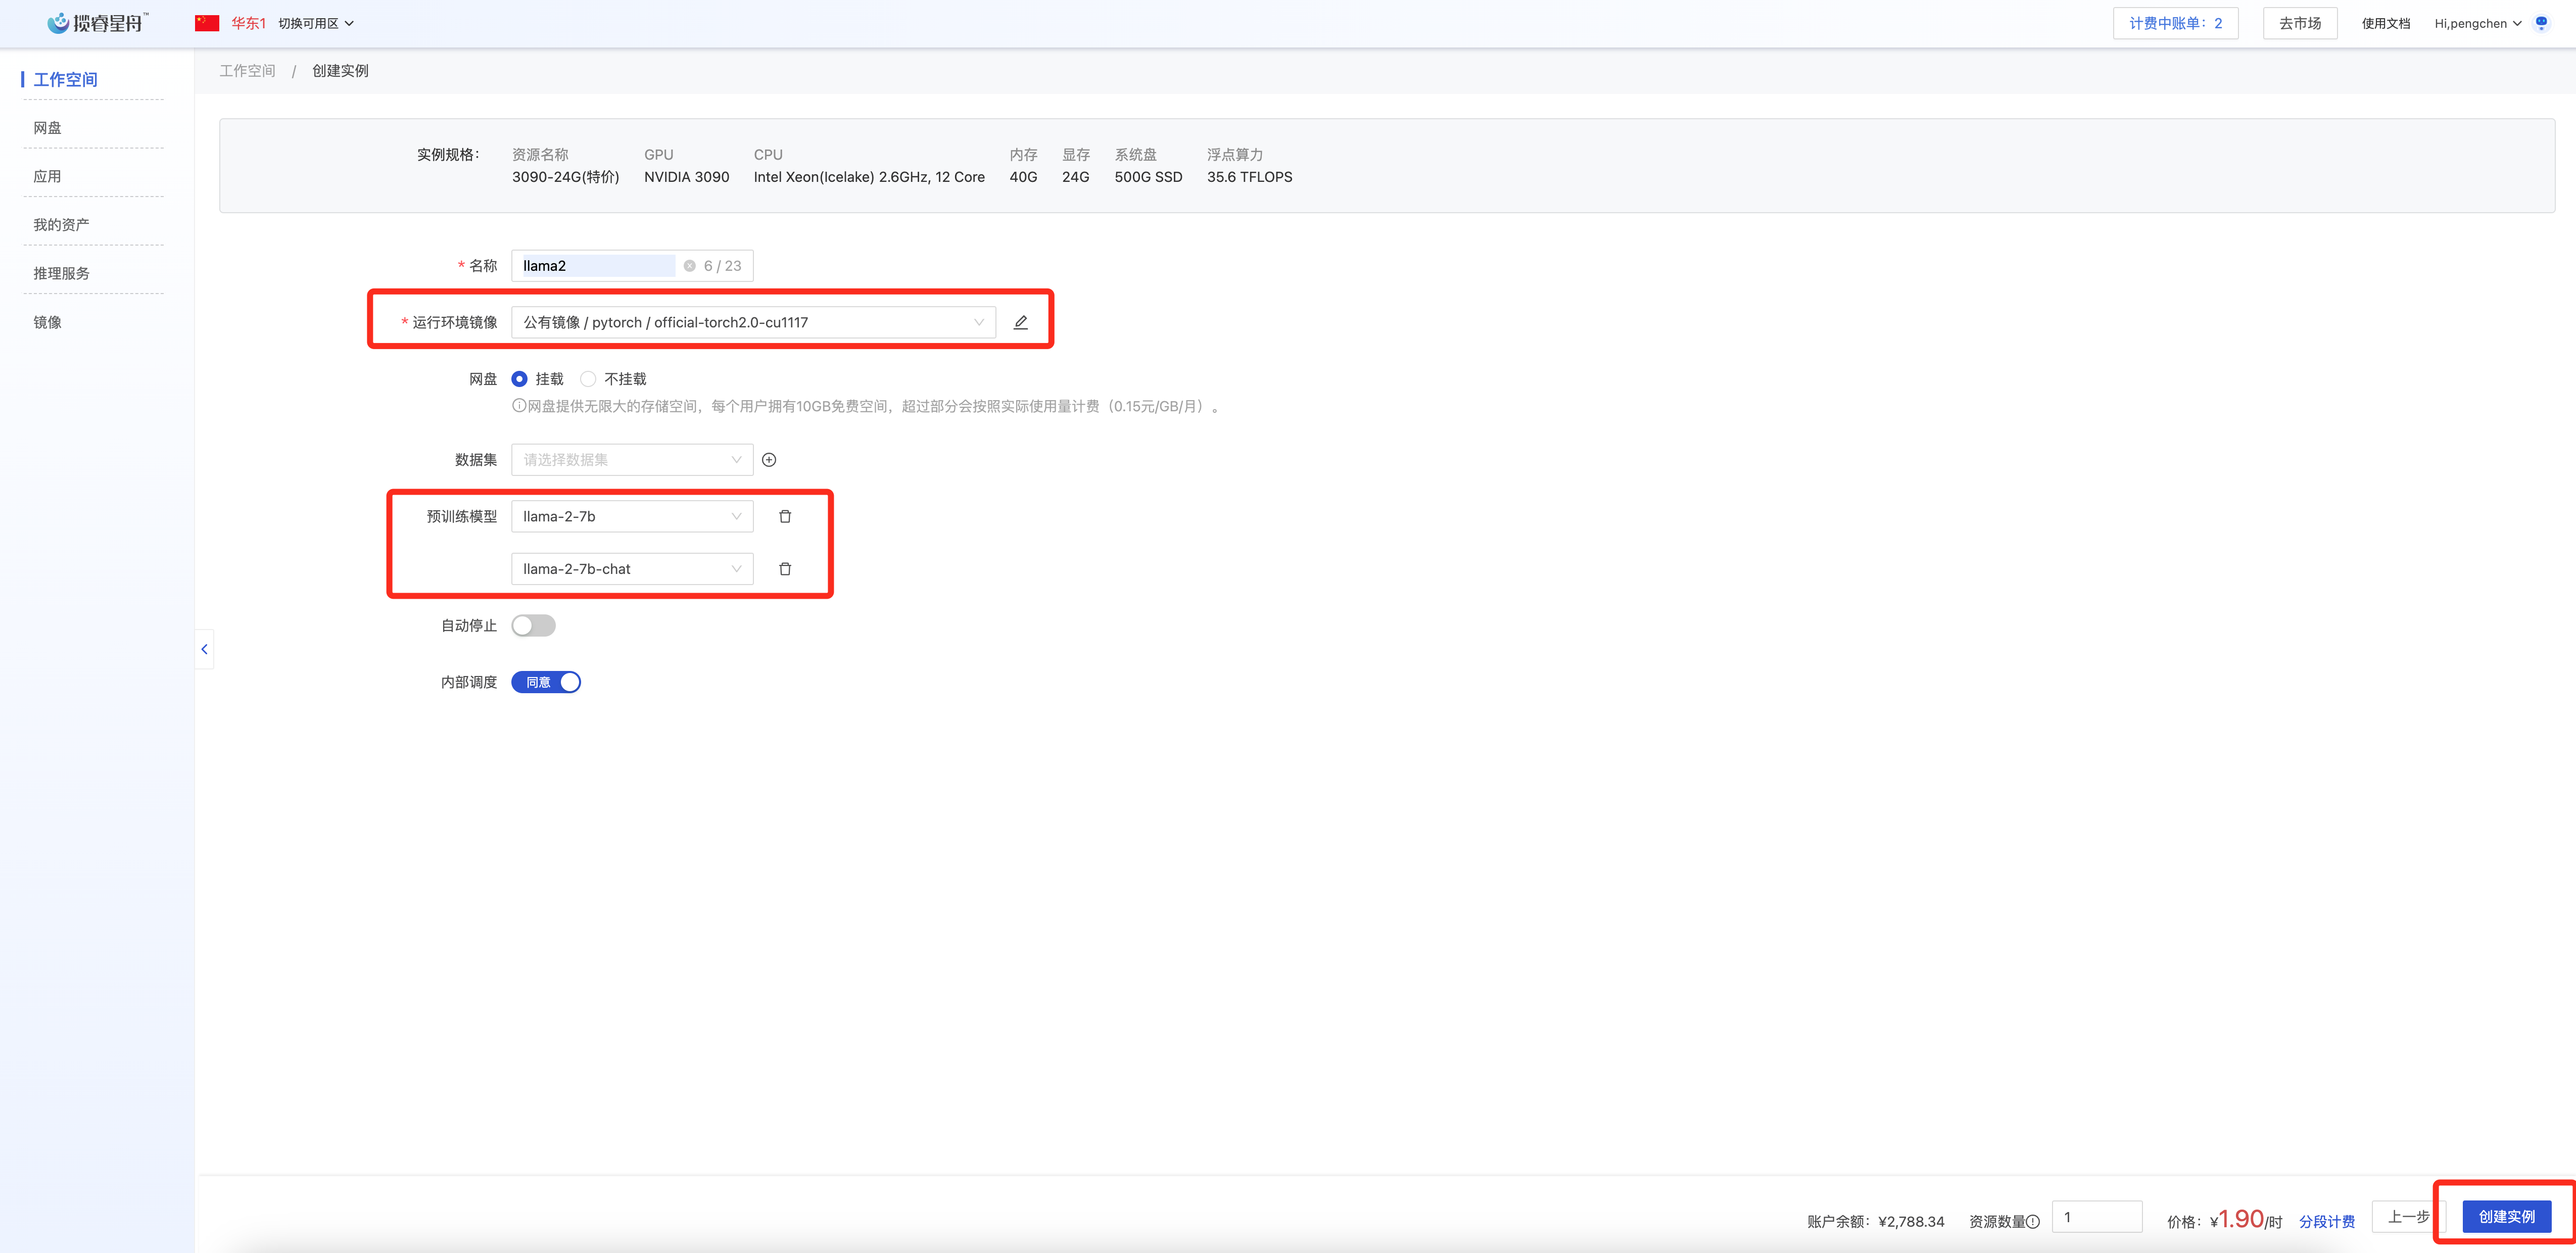 揽睿星舟™
华东1 切换可用区
计费中账单：2
去市场
使用文档
Hi,pengchen
工作空间
网盘
应用
我的资产
推理服务
镜像
工作空间 / 创建实例
实例规格：
资源名称 GPU CPU 内存 显存 系统盘 浮点算力
3090-24G(特价) NVIDIA 3090 Intel Xeon(Icelake) 2.6GHz, 12 Core 40G 24G 500G SSD 35.6 TFLOPS
* 名称 llama2 6 / 23
* 运行环境镜像 公有镜像 / pytorch / official-torch2.0-cu1117
网盘 挂载 不挂载
网盘提供无限大的存储空间，每个用户拥有10GB免费空间，超过部分会按照实际使用量计费（0.15元/GB/月）。
数据集 请选择数据集
预训练模型 llama-2-7b
llama-2-7b-chat
自动停止
内部调度 同意
账户余额：¥2,788.34 资源数量 1 价格：¥1.90/时 分段计费 上一步 创建实例